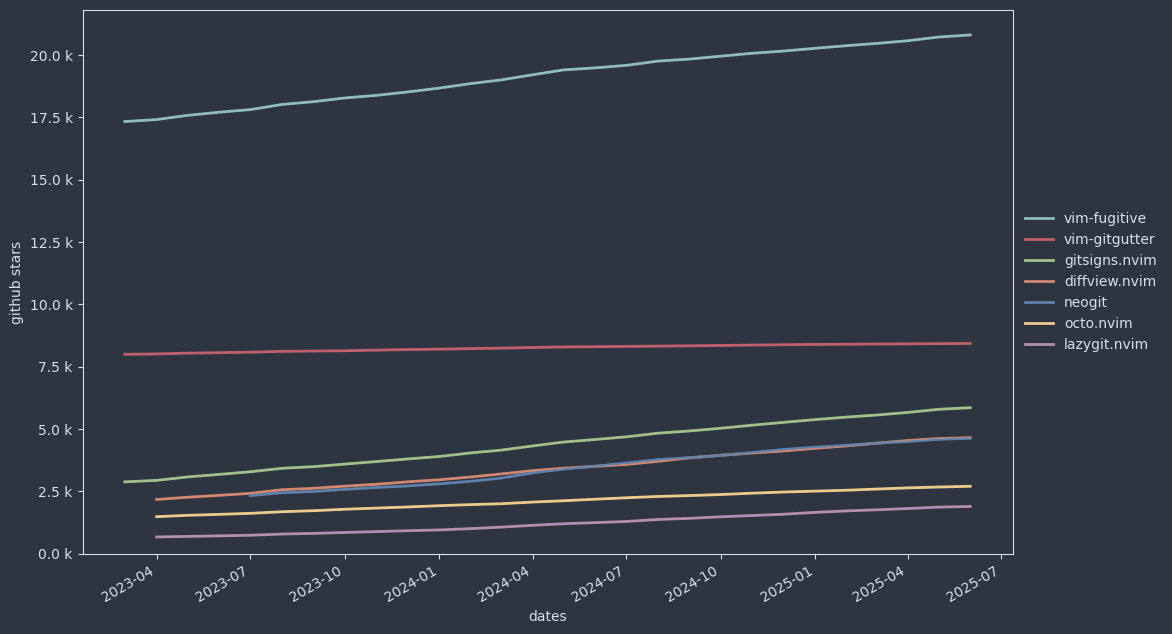 20.0 k
17.5 k
15.0 k
12.5 k
10.0 k
7.5 k
5.0 k
2.5 k
0.0 k
github stars
2023-04
2023-07
2023-10
2024-01
2024-04
2024-07
2024-10
2025-01
2025-04
2025-07
dates
vim-fugitive
vim-gitgutter
gitsigns.nvim
diffview.nvim
neogit
octo.nvim
lazygit.nvim